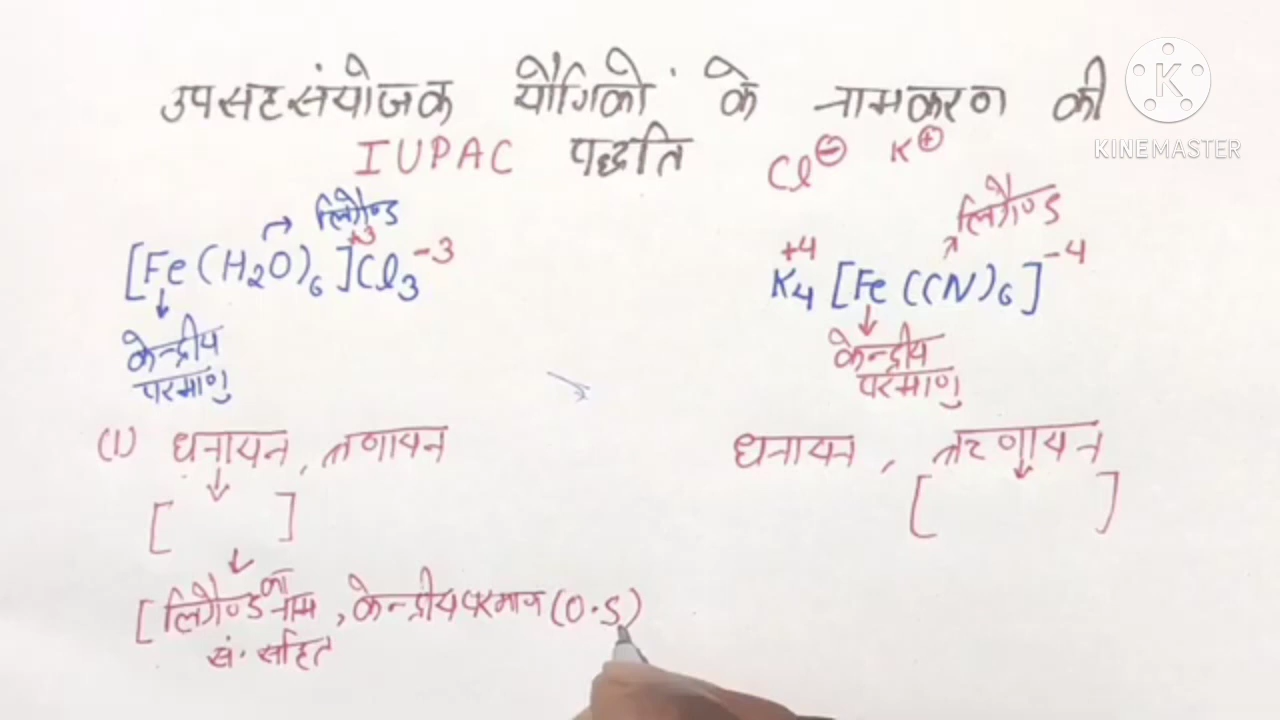 उपसहसंयोजक यौगिकों के नामकरण की
IUPAC पद्धति
K
KINEMASTER
Cl⊖ K⊕
लिगैण्ड
[Fe(H2O)6]+3Cl3-3
केन्द्रीय
परमाणु
लिगैण्ड
+4
K4[Fe(CN)6]-4
केन्द्रीय
परमाणु
(1) धनायन, ऋणायन
[ ]
धनायन, ऋणायन
[ ]
[लिगैण्ड का नाम, केन्द्रीय परमाणु (O.S)
सं. सहित